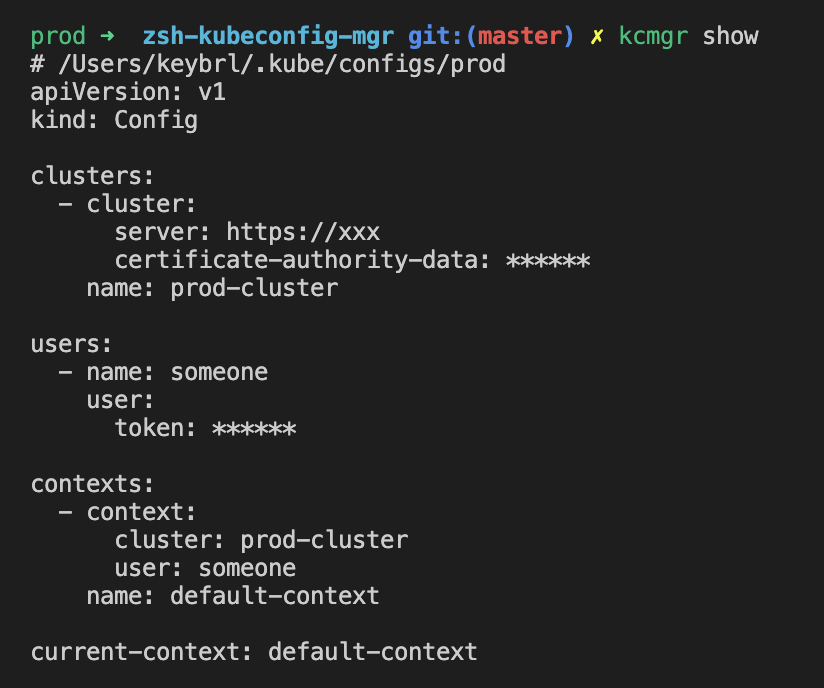 prod ➜  zsh-kubeconfig-mgr git:(master) ✗ kcmgr show
# /Users/keybrl/.kube/configs/prod
apiVersion: v1
kind: Config

clusters:
  - cluster:
      server: https://xxx
      certificate-authority-data: ******
    name: prod-cluster

users:
  - name: someone
    user:
      token: ******

contexts:
  - context:
      cluster: prod-cluster
      user: someone
    name: default-context

current-context: default-context